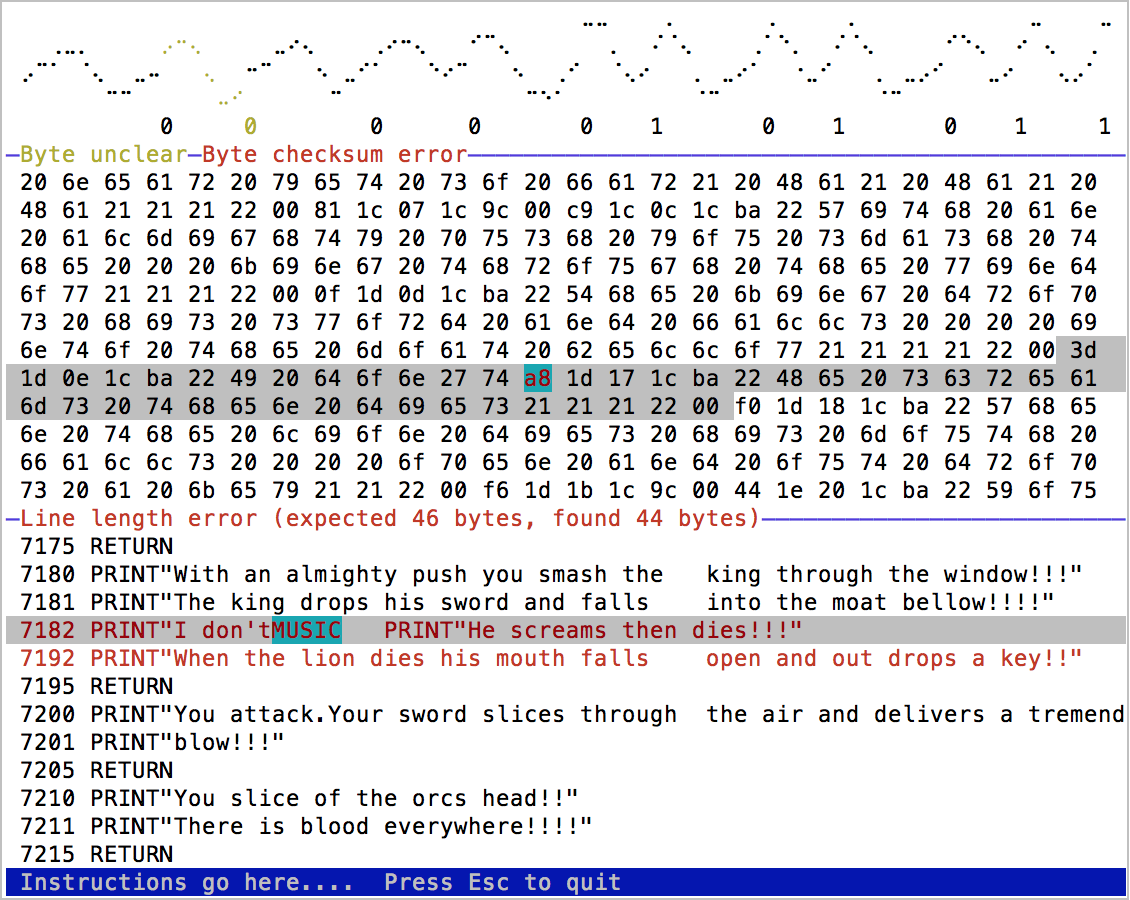 0 0 0 0 0 1 0 1 0 1 1
Byte unclear Byte checksum error
20 6e 65 61 72 20 79 65 74 20 73 6f 20 66 61 72 21 20 48 61 21 20 48 61 21 21 20
48 61 21 21 21 22 00 81 1c 07 1c 9c 00 c9 1c 0c 1c ba 22 57 69 74 68 20 61 6e
20 61 6c 6d 69 67 68 74 79 20 70 75 73 68 20 79 6f 75 20 73 6d 61 73 68 20 74
68 65 20 20 20 6b 69 6e 67 20 74 68 72 6f 75 67 68 20 74 68 65 20 77 69 6e 64
6f 77 21 21 21 22 00 0f 1d 0d 1c ba 22 54 68 65 20 6b 69 6e 67 20 64 72 6f 70
73 20 68 69 73 20 73 77 6f 72 64 20 61 6e 64 20 66 61 6c 6c 73 20 20 20 20 69
6e 74 6f 20 74 68 65 20 6d 6f 61 74 20 62 65 6c 6c 6f 77 21 21 21 21 22 00 3d
1d 0e 1c ba 22 49 20 64 6f 6e 27 74 a8 1d 17 1c ba 22 48 65 20 73 63 72 65 61
6d 73 20 74 68 65 6e 20 64 69 65 73 21 21 21 22 00 f0 1d 18 1c ba 22 57 68 65
6e 20 74 68 65 20 6c 69 6f 6e 20 64 69 65 73 20 68 69 73 20 6d 6f 75 74 68 20
66 61 6c 6c 73 20 20 20 20 6f 70 65 6e 20 61 6e 64 20 6f 75 74 20 64 72 6f 70
73 20 61 20 6b 65 79 21 21 22 00 f6 1d 1b 1c 9c 00 44 1e 20 1c ba 22 59 6f 75
Line length error (expected 46 bytes, found 44 bytes)
7175 RETURN
7180 PRINT"With an almighty push you smash the   king through the window!!!"
7181 PRINT"The king drops his sword and falls    into the moat bellow!!!!"
7182 PRINT"I don'tMUSIC   PRINT"He screams then dies!!!"
7192 PRINT"When the lion dies his mouth falls    open and out drops a key!!"
7195 RETURN
7200 PRINT"You attack.Your sword slices through  the air and delivers a tremend
7201 PRINT"blow!!!"
7205 RETURN
7210 PRINT"You slice of the orcs head!!"
7211 PRINT"There is blood everywhere!!!!"
7215 RETURN
Instructions go here....  Press Esc to quit